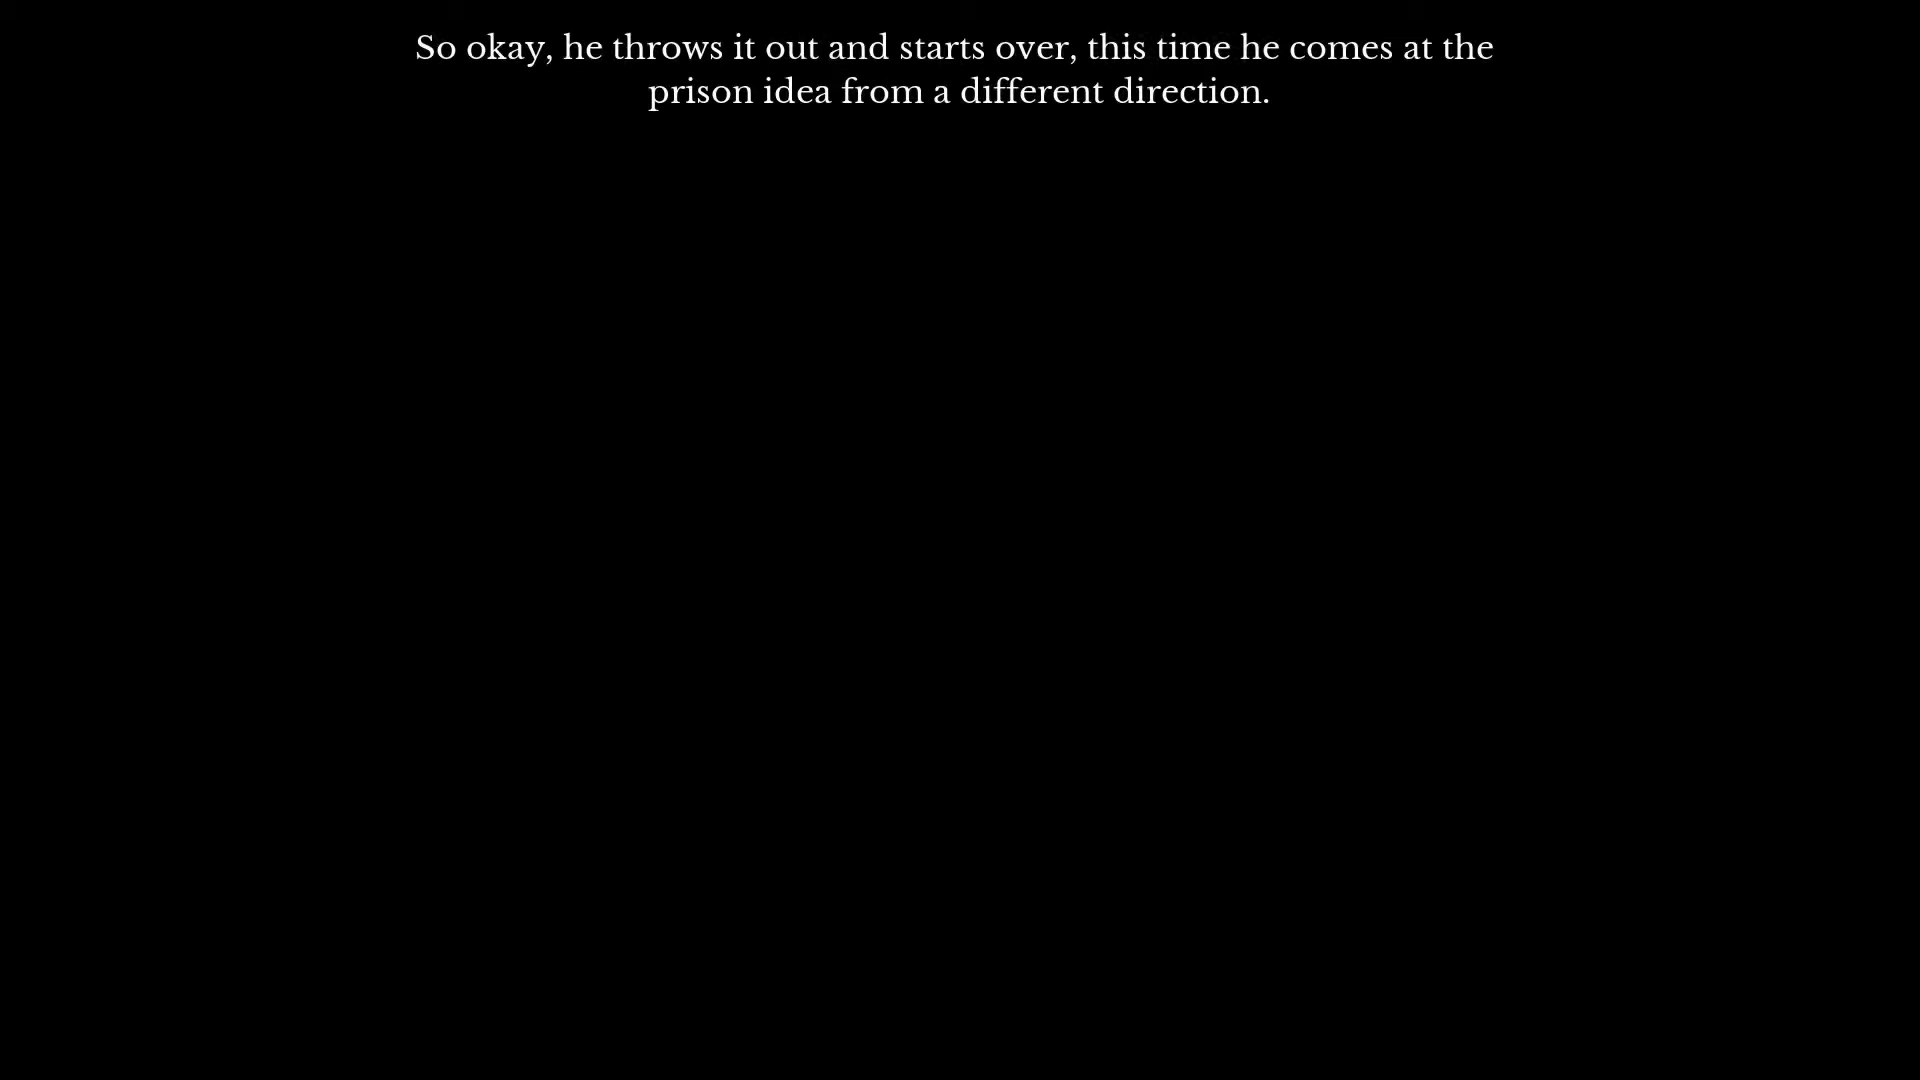 So okay, he throws it out and starts over, this time he comes at the
prison idea from a different direction.